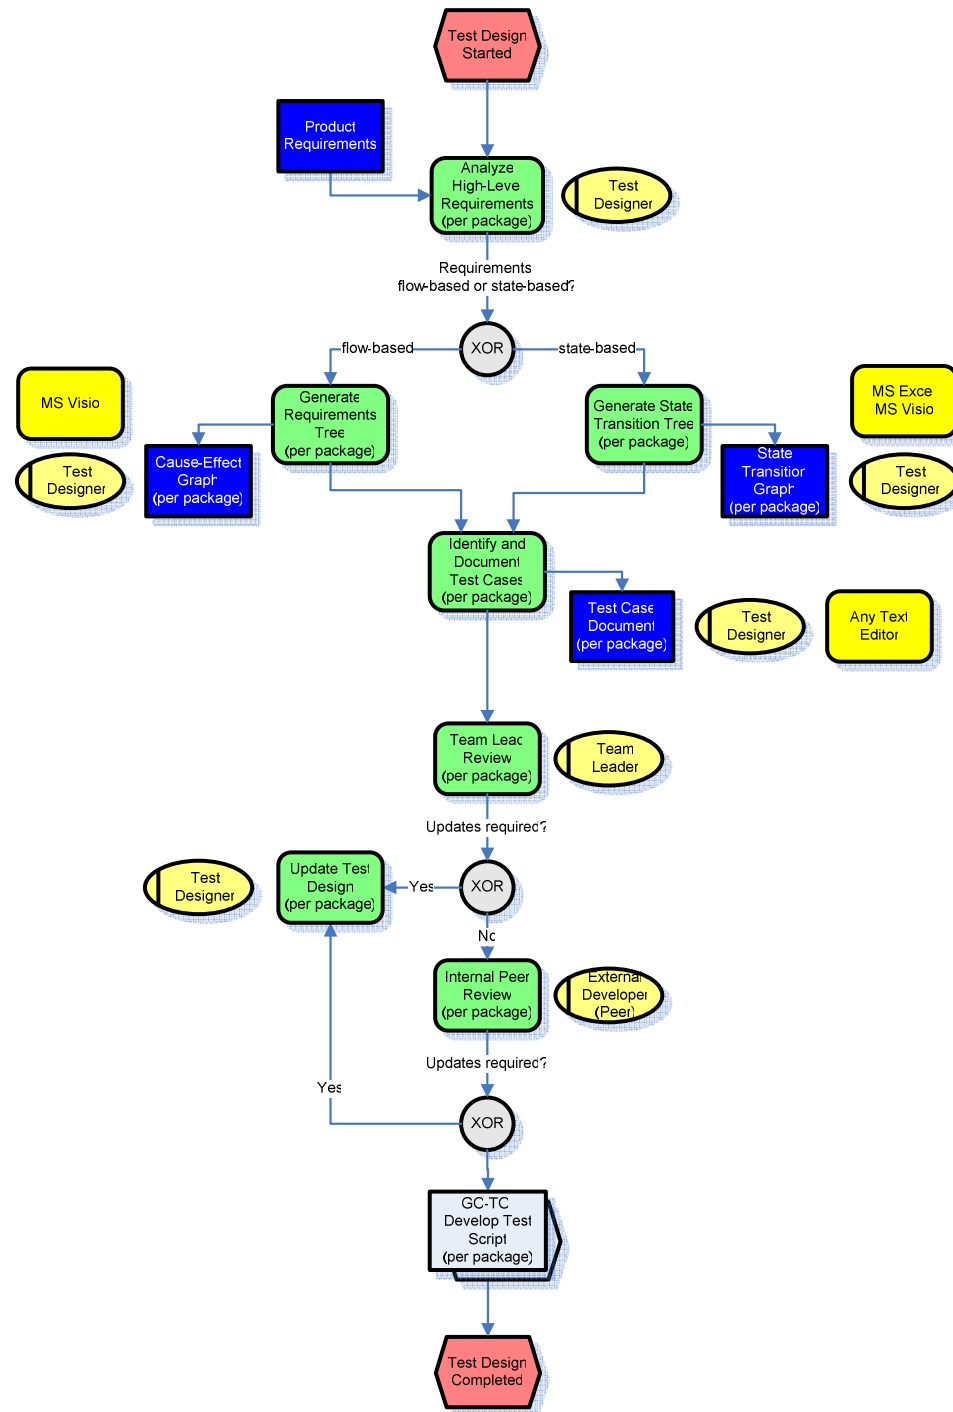 Test Design
Started
Product
Requirements
Analyze
High-Leve
Requirements
(per package)
Test
Designer
Requirements
flow-based or state-based?
XOR
flow-based
state-based
MS Visio
Generate
Requirements
Tree
(per package)
Generate State
Transition Tree
(per package)
MS Exce
MS Visio
Test
Designer
Cause-Effect
Graph
(per package)
State
Transition
Graph
(per package)
Test
Designer
Identify and
Document
Test Cases
(per package)
Test Case
Document
(per package)
Test
Designer
Any Text
Editor
Team Lead
Review
(per package)
Team
Leader
Updates required?
Test
Designer
Update Test
Design
(per package)
Yes
XOR
No
Internal Peer
Review
(per package)
External
Developer
(Peer)
Updates required?
Yes
XOR
GC-TC
Develop Test
Script
(per package)
Test Design
Completed